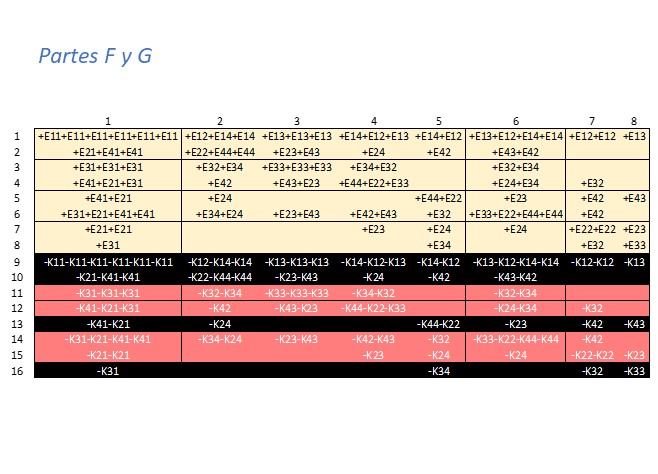 Partes F y G
1 2 3 4 5 6 7 8
1 +E11+E11+E11+E11+E11+E11 +E12+E14+E14 +E13+E13+E13 +E14+E12+E13 +E14+E12 +E13+E12+E14+E14 +E12+E12 +E13
2 +E21+E41+E41 +E22+E44+E44 +E23+E43 +E24 +E42 +E43+E42
3 +E31+E31+E31 +E32+E34 +E33+E33+E33 +E34+E32 +E32+E34
4 +E41+E21+E31 +E42 +E43+E23 +E44+E22+E33 +E24+E34 +E32
5 +E41+E21 +E24 +E44+E22 +E23 +E42 +E43
6 +E31+E21+E41+E41 +E34+E24 +E23+E43 +E42+E43 +E32 +E33+E22+E44+E44 +E42
7 +E21+E21 +E23 +E24 +E24 +E22+E22 +E23
8 +E31 +E34 +E32 +E33
9 -K11-K11-K11-K11-K11-K11 -K12-K14-K14 -K13-K13-K13 -K14-K12-K13 -K14-K12 -K13-K12-K14-K14 -K12-K12 -K13
10 -K21-K41-K41 -K22-K44-K44 -K23-K43 -K24 -K42 -K43-K42
11 -K31-K31-K31 -K32-K34 -K33-K33-K33 -K34-K32 -K32-K34
12 -K41-K21-K31 -K42 -K43-K23 -K44-K22-K33 -K24-K34 -K32
13 -K41-K21 -K24 -K44-K22 -K23 -K42 -K43
14 -K31-K21-K41-K41 -K34-K24 -K23-K43 -K42-K43 -K32 -K33-K22-K44-K44 -K42
15 -K21-K21 -K23 -K24 -K24 -K22-K22 -K23
16 -K31 -K34 -K32 -K33